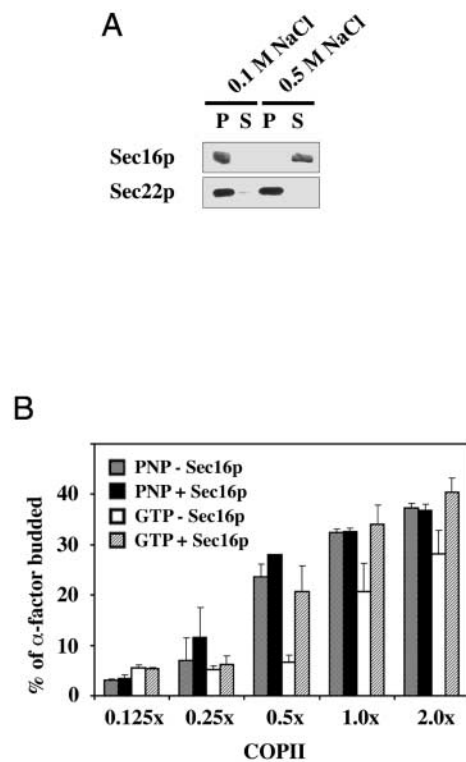 A
0.1 M NaCl 0.5 M NaCl
P S P S
Sec16p
Sec22p
B
% of α-factor budded
40
30
20
10
0
PNP - Sec16p
PNP + Sec16p
GTP - Sec16p
GTP + Sec16p
0.125x 0.25x 0.5x 1.0x 2.0x
COPII